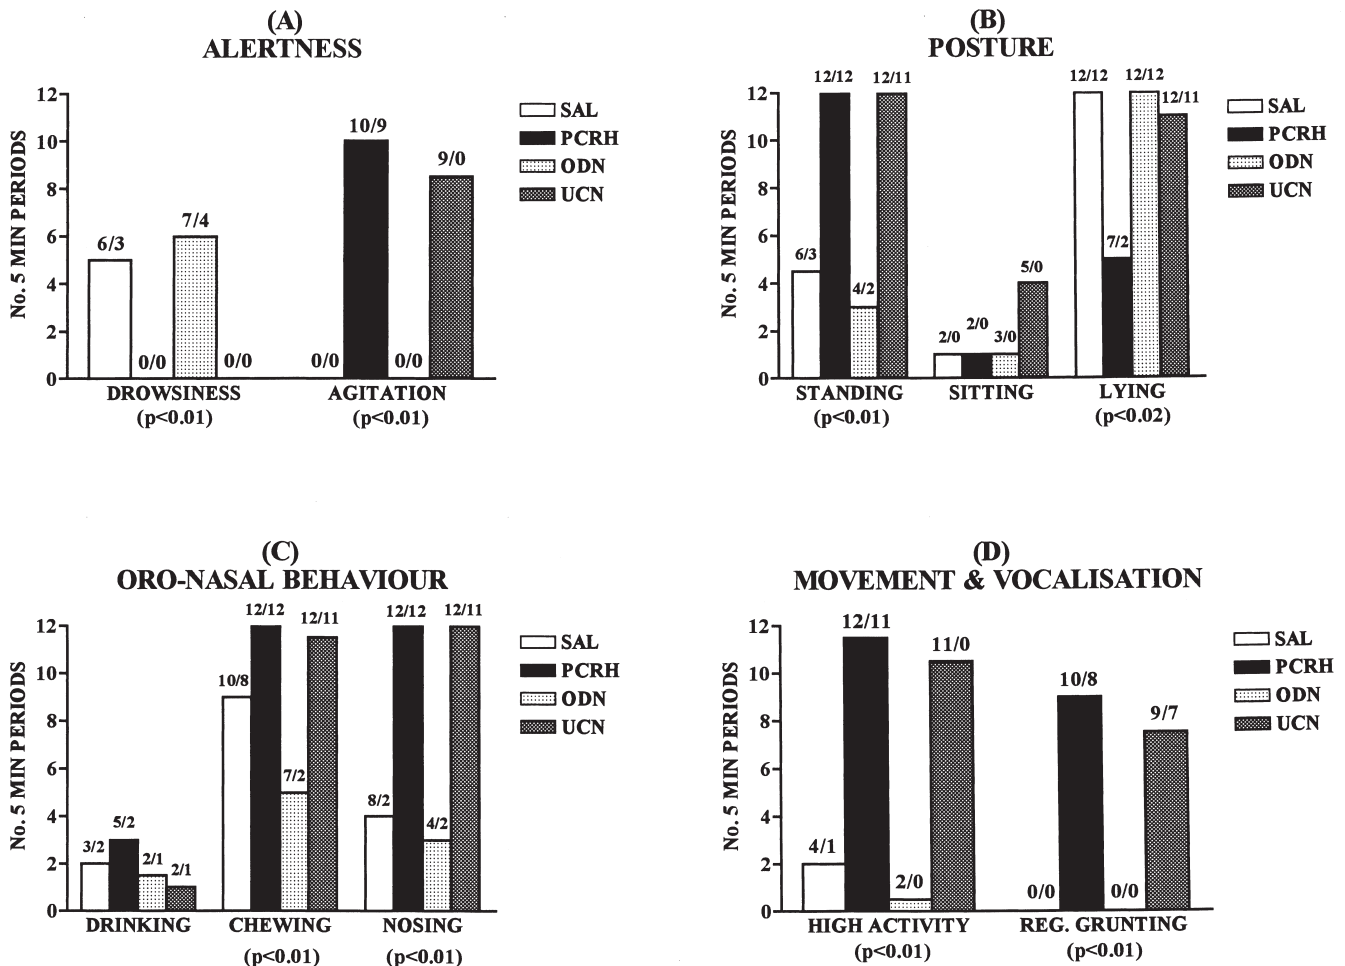 (A)
ALERTNESS
No. 5 MIN PERIODS
12
10
8
6
4
2
0
6/3
0/0
7/4
0/0
0/0
10/9
0/0
9/0
DROWSINESS
(p<0.01)
AGITATION
(p<0.01)
SAL
PCRH
ODN
UCN
(B)
POSTURE
No. 5 MIN PERIODS
12
10
8
6
4
2
0
6/3
12/12
4/2
12/11
2/0
2/0
3/0
5/0
12/12
7/2
12/12
12/11
STANDING
(p<0.01)
SITTING
LYING
(p<0.02)
SAL
PCRH
ODN
UCN
(C)
ORO-NASAL BEHAVIOUR
No. 5 MIN PERIODS
12
10
8
6
4
2
0
3/2
5/2
2/1
2/1
10/8
12/12
7/2
12/11
8/2
12/12
4/2
12/11
DRINKING
CHEWING
(p<0.01)
NOSING
(p<0.01)
SAL
PCRH
ODN
UCN
(D)
MOVEMENT & VOCALISATION
No. 5 MIN PERIODS
12
10
8
6
4
2
0
4/1
12/11
2/0
11/0
0/0
10/8
0/0
9/7
HIGH ACTIVITY
(p<0.01)
REG. GRUNTING
(p<0.01)
SAL
PCRH
ODN
UCN